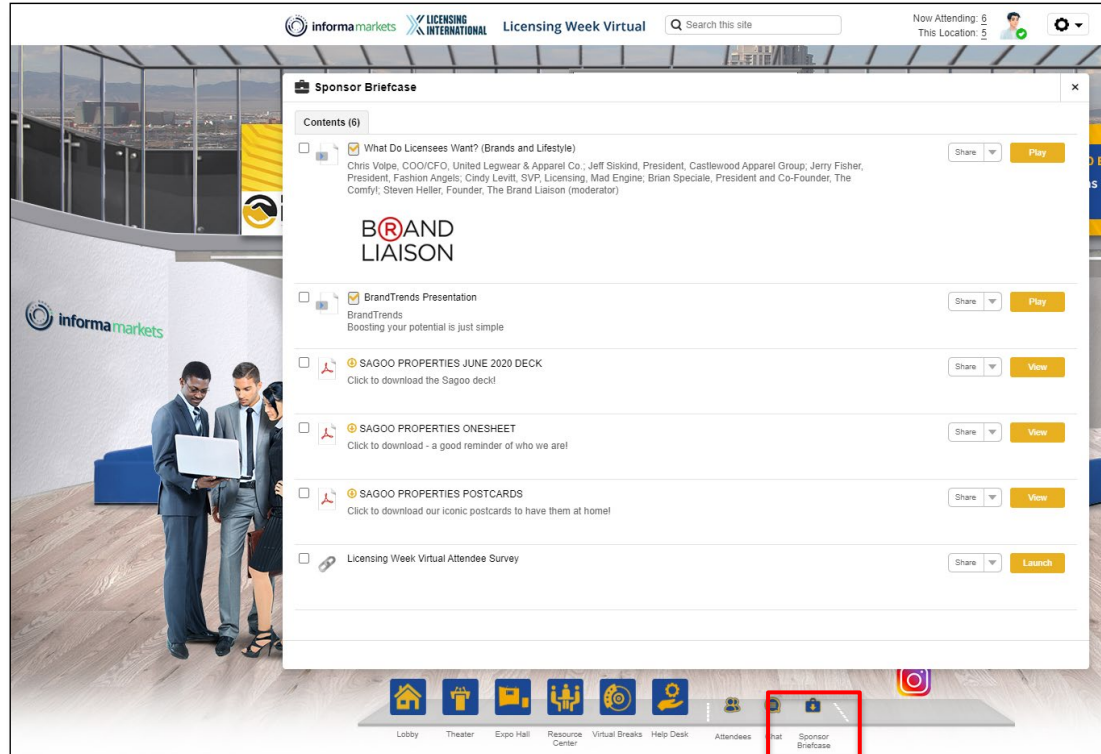 informamarkets
LICENSING
INTERNATIONAL
Licensing Week Virtual
Search this site
Now Attending: 6
This Location: 5
Sponsor Briefcase
×
Contents (6)
What Do Licensees Want? (Brands and Lifestyle)
Chris Volpe, COO/CFO, United Legwear & Apparel Co.; Jeff Siskind, President, Castlewood Apparel Group; Jerry Fisher,
President, Fashion Angels; Cindy Levitt, SVP, Licensing, Mad Engine; Brian Speciale, President and Co-Founder, The
Comfy!; Steven Heller, Founder, The Brand Liaison (moderator)
Share
Play
BRAND
LIAISON
BrandTrends Presentation
BrandTrends
Boosting your potential is just simple
Share
Play
SAGOO PROPERTIES JUNE 2020 DECK
Click to download the Sagoo deck!
Share
View
SAGOO PROPERTIES ONESHEET
Click to download - a good reminder of who we are!
Share
View
SAGOO PROPERTIES POSTCARDS
Click to download our iconic postcards to have them at home!
Share
View
Licensing Week Virtual Attendee Survey
Share
Launch
informamarkets
Lobby
Theater
Expo Hall
Resource
Center
Virtual Breaks
Help Desk
Attendees
Sponsor
Briefcase